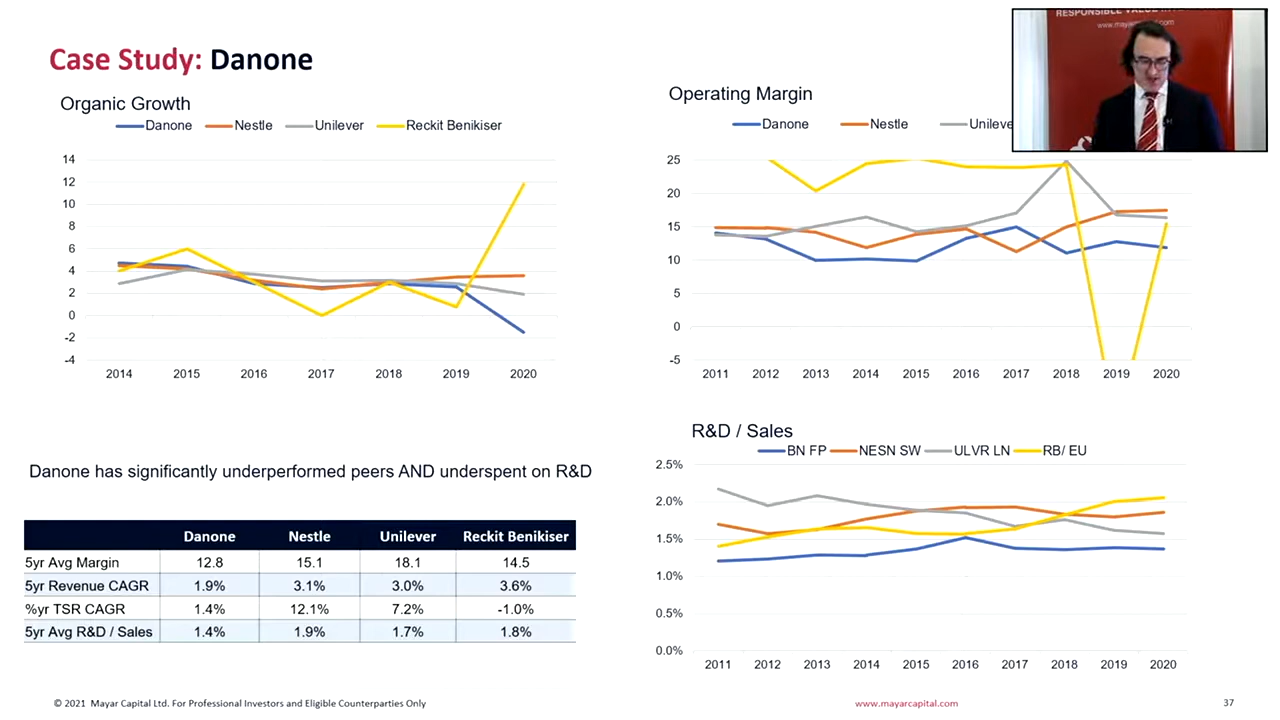 RESPONSIBLE VALUE
www.mayarcapital.com
Case Study: Danone
Organic Growth
Danone Nestle Unilever Reckit Benikiser
14
12
10
8
6
4
2
0
-2
-4
2014 2015 2016 2017 2018 2019 2020
Operating Margin
Danone Nestle Unileve
25
20
15
10
5
0
-5
2011 2012 2013 2014 2015 2016 2017 2018 2019 2020
R&D / Sales
BN FP NESN SW ULVR LN RB/ EU
2.5%
2.0%
1.5%
1.0%
0.5%
0.0%
2011 2012 2013 2014 2015 2016 2017 2018 2019 2020
Danone has significantly underperformed peers AND underspent on R&D
Danone Nestle Unilever Reckit Benikiser
5yr Avg Margin 12.8 15.1 18.1 14.5
5yr Revenue CAGR 1.9% 3.1% 3.0% 3.6%
%yr TSR CAGR 1.4% 12.1% 7.2% -1.0%
5yr Avg R&D / Sales 1.4% 1.9% 1.7% 1.8%
© 2021 Mayar Capital Ltd. For Professional Investors and Eligible Counterparties Only
www.mayarcapital.com
37